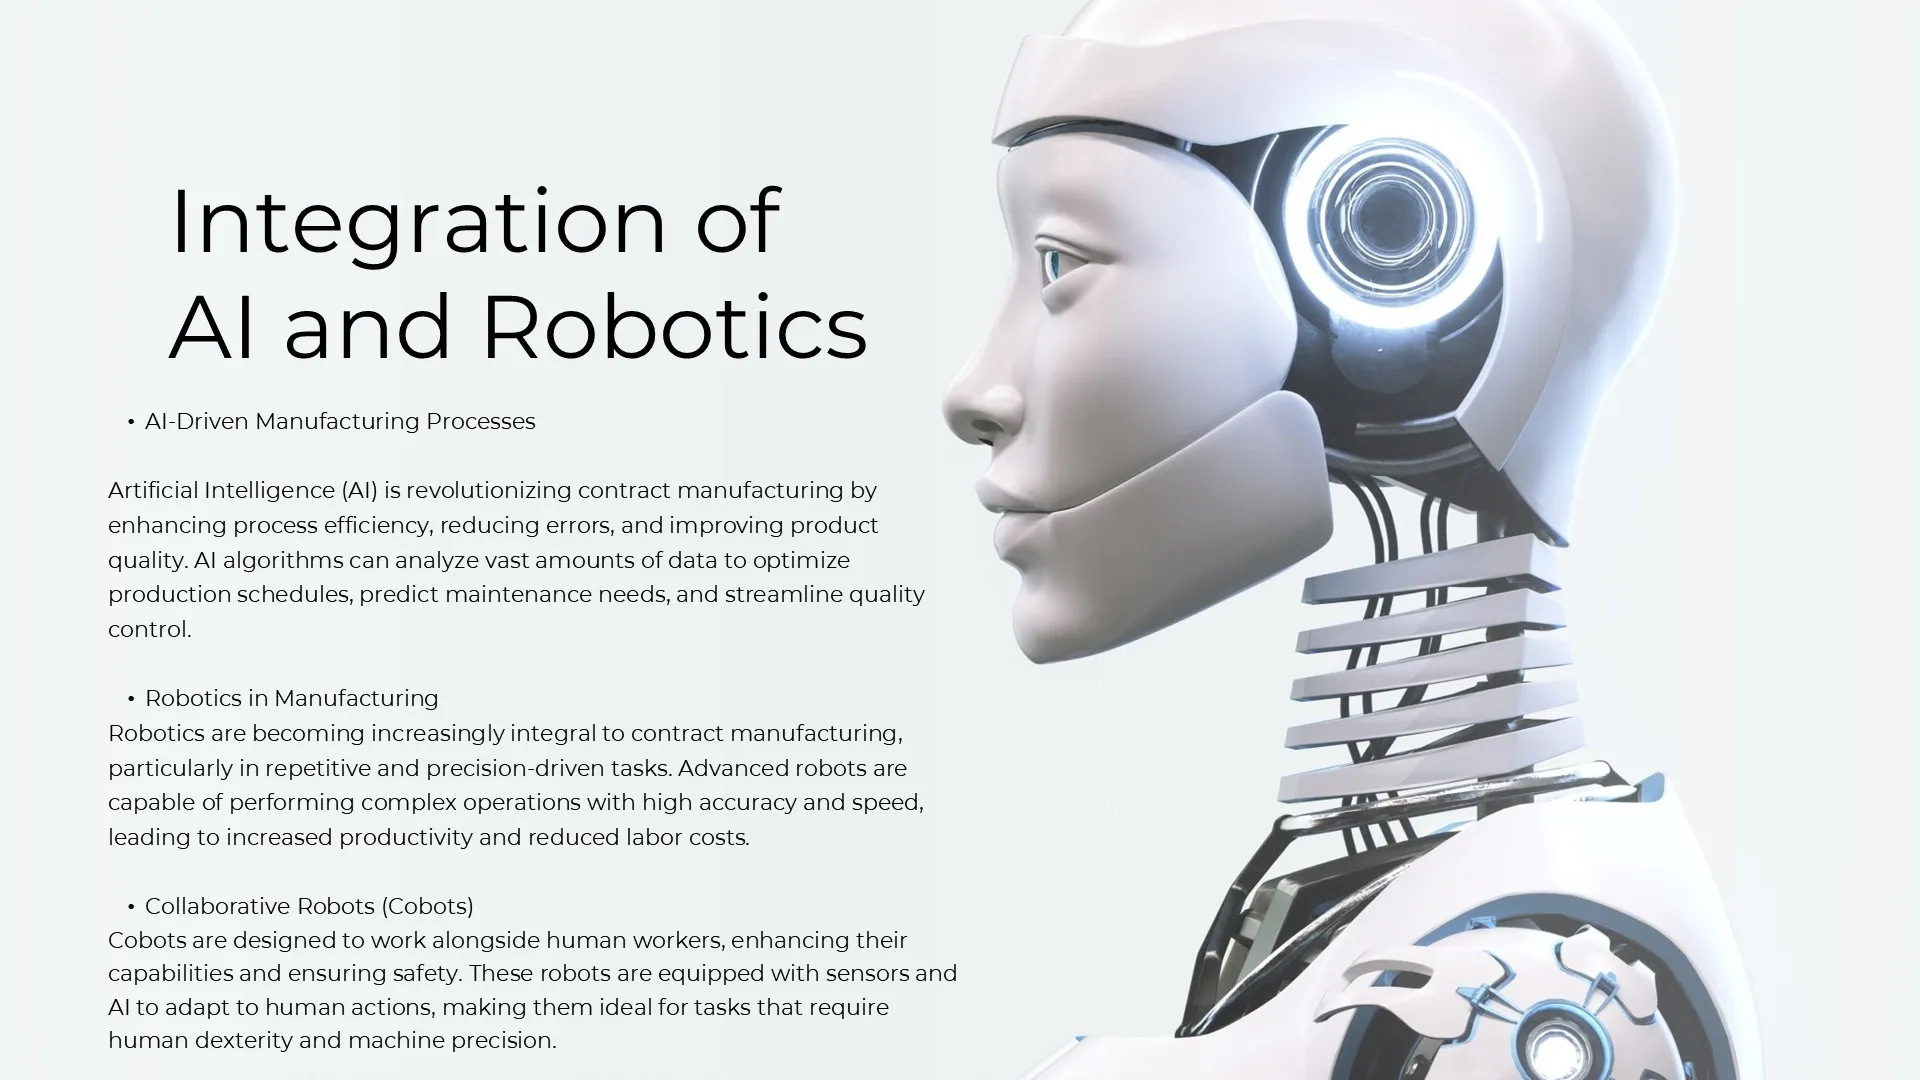 Integration of
AI and Robotics
• AI-Driven Manufacturing Processes
Artificial Intelligence (AI) is revolutionizing contract manufacturing by
enhancing process efficiency, reducing errors, and improving product
quality. AI algorithms can analyze vast amounts of data to optimize
production schedules, predict maintenance needs, and streamline quality
control.
• Robotics in Manufacturing
Robotics are becoming increasingly integral to contract manufacturing,
particularly in repetitive and precision-driven tasks. Advanced robots are
capable of performing complex operations with high accuracy and speed,
leading to increased productivity and reduced labor costs.
• Collaborative Robots (Cobots)
Cobots are designed to work alongside human workers, enhancing their
capabilities and ensuring safety. These robots are equipped with sensors and
AI to adapt to human actions, making them ideal for tasks that require
human dexterity and machine precision.